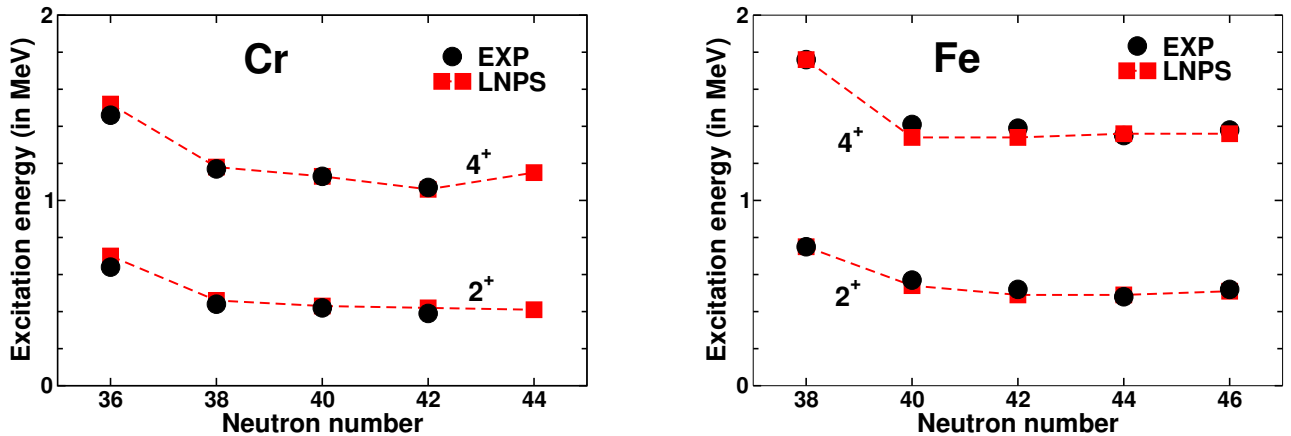 Cr
EXP
LNPS
4+
2+
2
1
0
36 38 40 42 44
Neutron number
Excitation energy (in MeV)
Fe
EXP
LNPS
4+
2+
2
1
0
38 40 42 44 46
Neutron number
Excitation energy (in MeV)